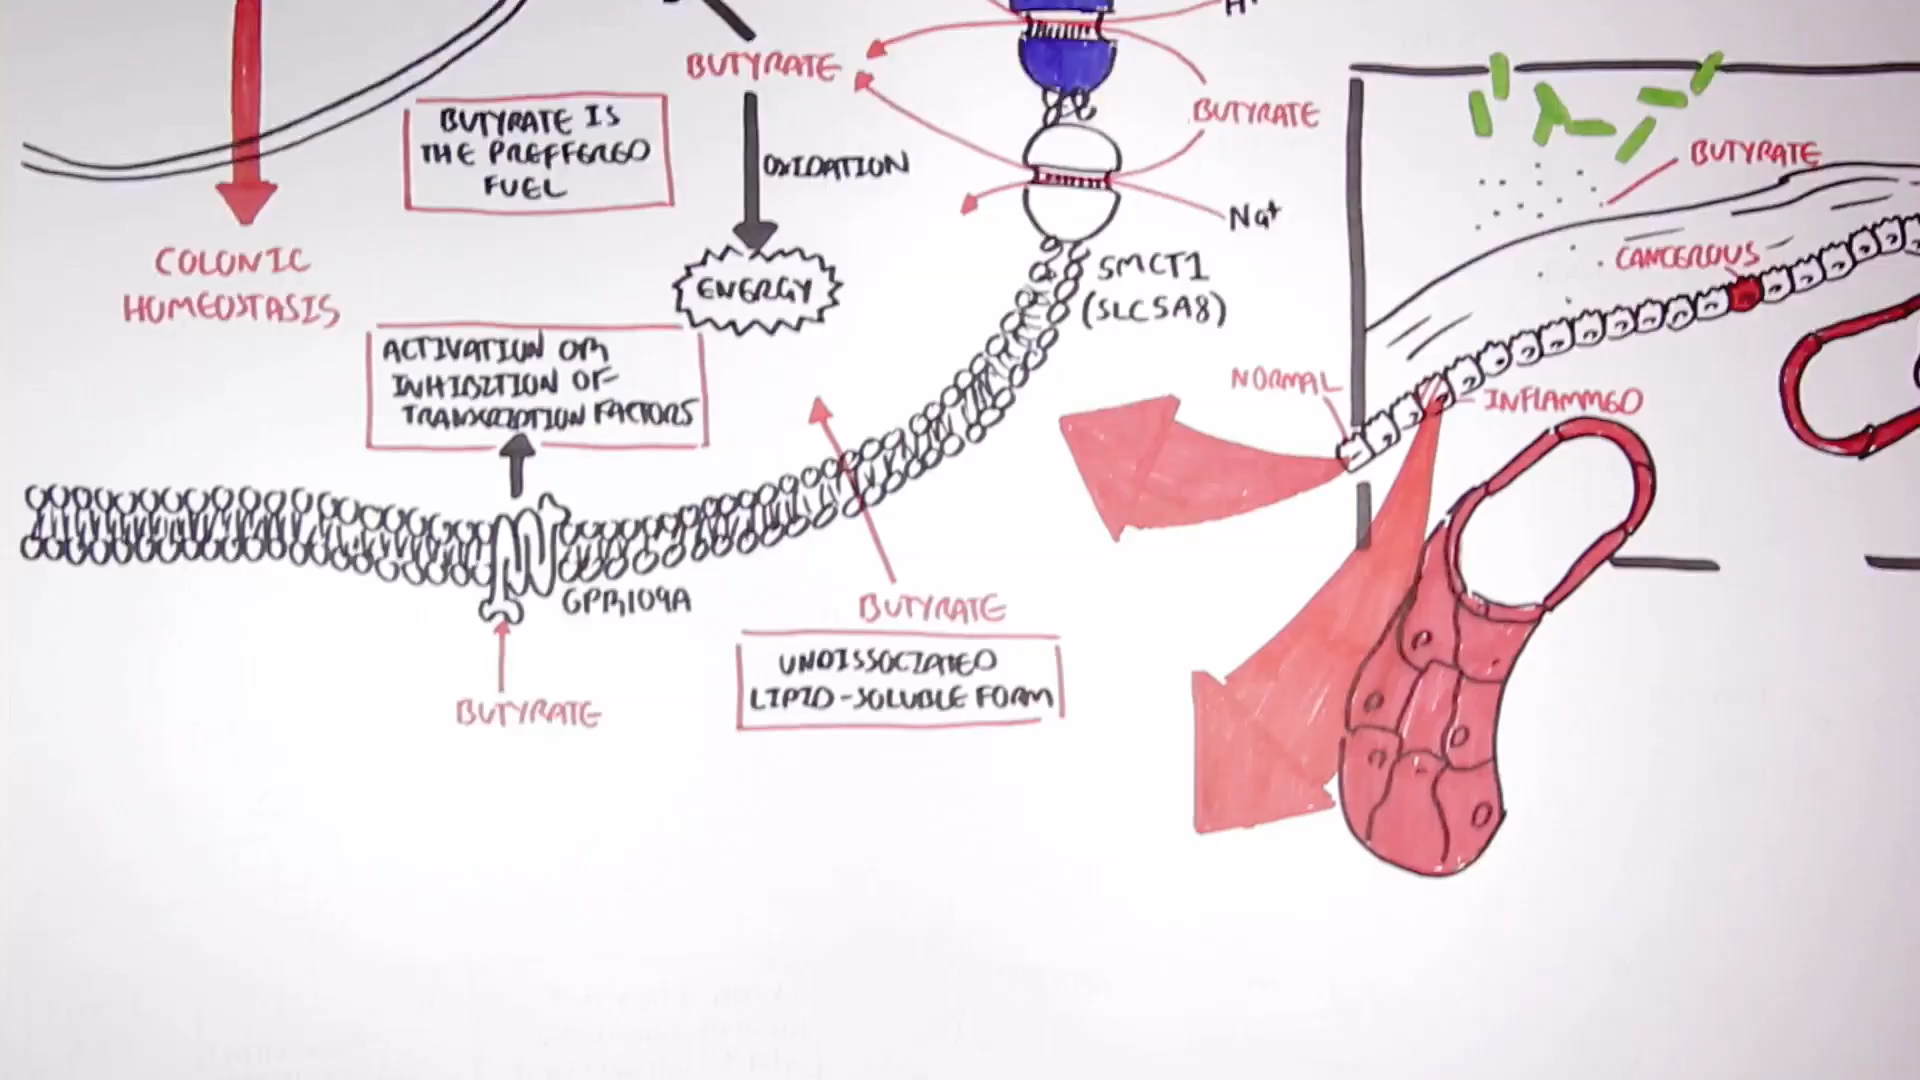 H+
BUTYRATE
BUTYRATE IS
THE PREFFERED
FUEL
OXIDATION
BUTYRATE
BUTYRATE
Na+
COLONIC
HOMEOSTASIS
ENERGY
SMCT1
(SLC5A8)
CANCEROUS
ACTIVATION OR
INHIBITION OF
TRANSCRIPTION FACTORS
NORMAL
INFLAMMED
GPR109A
BUTYRATE
BUTYRATE
UNDISSOCIATED
LIPID-SOLUBLE FORM